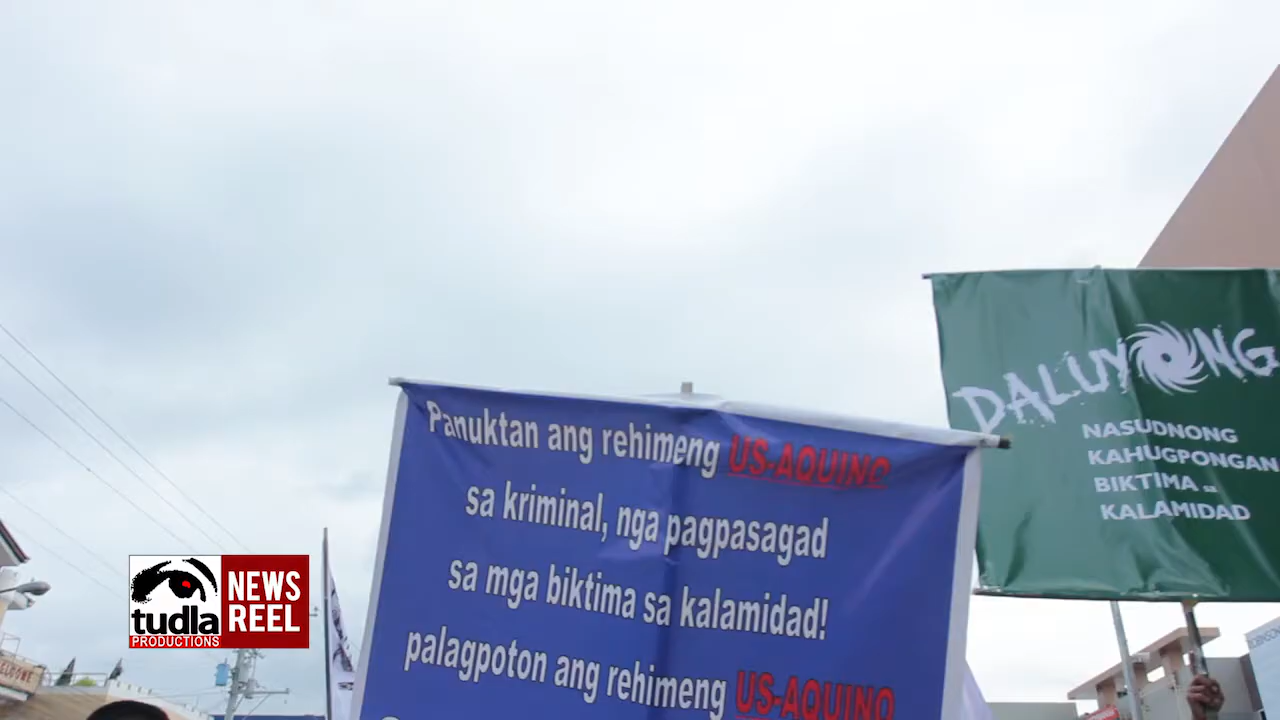 Panuktan ang rehimeng US-AQUINO
sa kriminal, nga pagpasagad
sa mga biktima sa kalamidad!
palagpoton ang rehimeng US-AQUINO
DALUYONG
NASUDNONG
KAHUGPONGAN
BIKTIMA sa
KALAMIDAD
tudla
PRODUCTIONS
NEWS
REEL